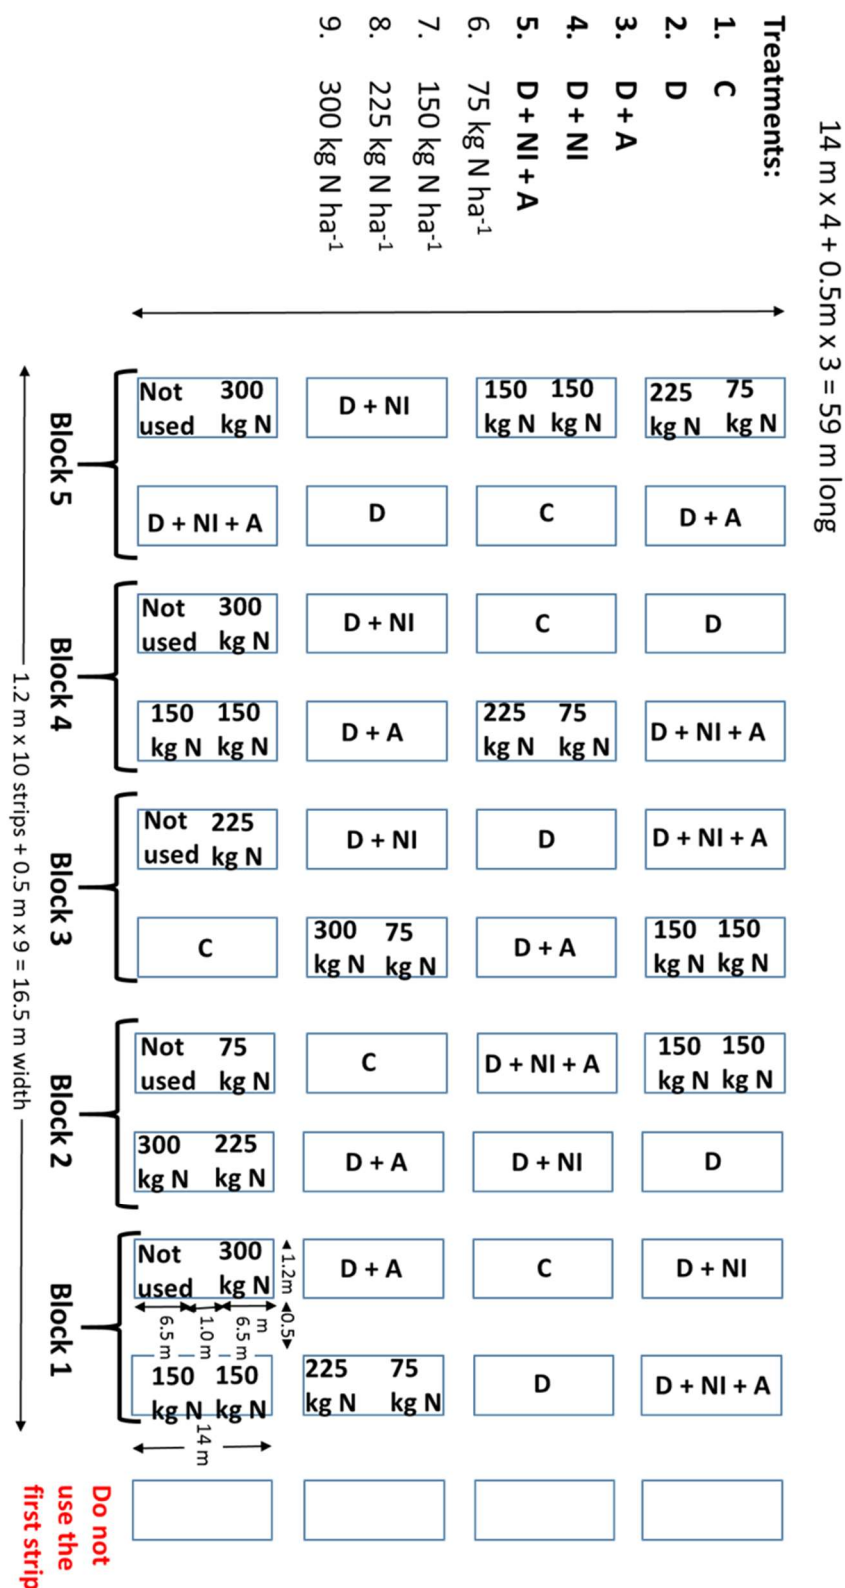 14 m x 4 + 0.5m x 3 = 59 m long
Treatments:
1. C
2. D
3. D + A
4. D + NI
5. D + NI + A
6. 75 kg N ha-1
7. 150 kg N ha-1
8. 225 kg N ha-1
9. 300 kg N ha-1
Not 300
used kg N
D + NI
150 150
kg N kg N
225 75
kg N kg N
Block 5
D + NI + A
D
C
D + A
Not 300
used kg N
D + NI
C
D
Block 4
150 150
kg N kg N
D + A
225 75
kg N kg N
D + NI + A
Not 225
used kg N
D + NI
D
D + NI + A
Block 3
C
300 75
kg N kg N
D + A
150 150
kg N kg N
Not 75
used kg N
C
D + NI + A
150 150
kg N kg N
Block 2
300 225
kg N kg N
D + A
D + NI
D
Not 300
used kg N
1.2m
D + A
C
D + NI
Block 1
6.5 m
1.0 m
6.5 m
0.5
m
150 150
kg N kg N
225 75
kg N kg N
D
D + NI + A
14 m
1.2 m x 10 strips + 0.5 m x 9 = 16.5 m width
Do not
use the
first strip